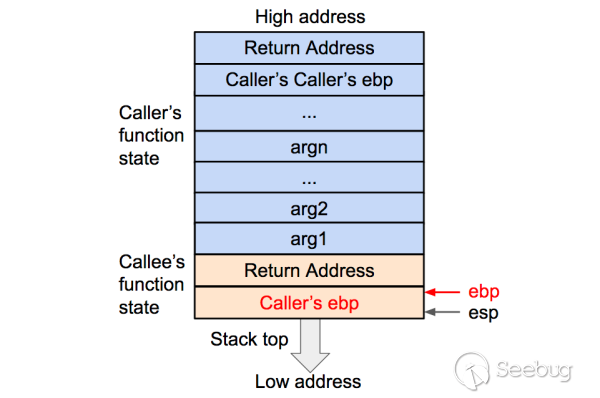 High address
Return Address
Caller's Caller's ebp
...
Caller's
function
state
argn
...
arg2
arg1
Callee's
function
state
Return Address
Caller's ebp
ebp
esp
Stack top
Low address
Seebug